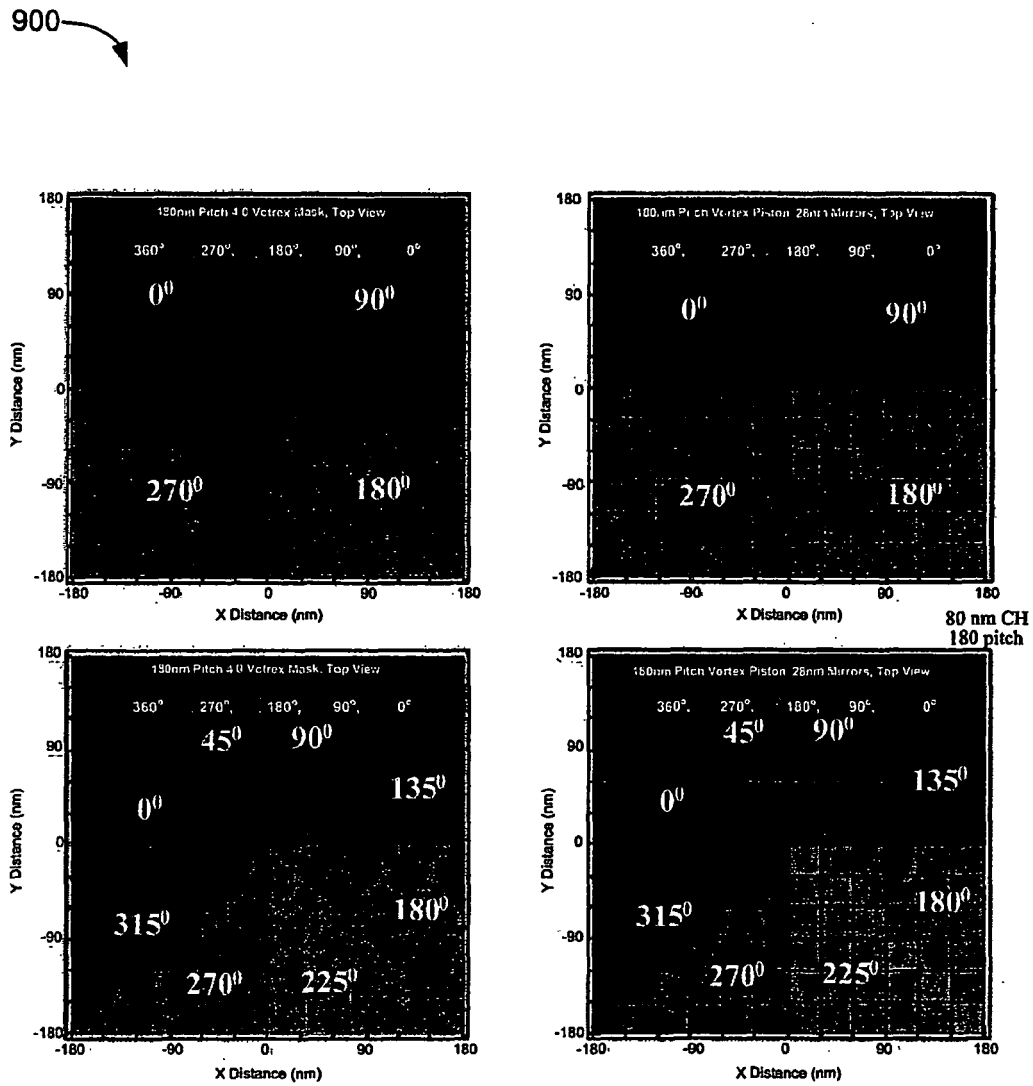 900
180
90
0
-90
-180
Y Distance (nm)
180nm Pitch 4.0 Votrex Mask, Top View
360° 270°, 180°, 90°, 0°
0⁰ 90⁰
270⁰ 180⁰
-180 -90 0 90 180
X Distance (nm)
180
90
0
-90
-180
Y Distance (nm)
Pitch Vortex Piston 28nm Mirrors, Top View
360°, 270°, 180°, 90°, 0°
0⁰ 90⁰
270⁰ 180⁰
-180 -90 0 90 180
X Distance (nm)
80 nm CH
180 pitch
180
90
0
-90
-180
Y Distance (nm)
180nm Pitch 4.0 Votrex Mask, Top View
360° 270°, 180°, 90°, 0°
45⁰ 90⁰
135⁰
0⁰
180⁰
315⁰
270⁰ 225⁰
-180 -90 0 90 180
X Distance (nm)
180
90
0
-90
-180
Y Distance (nm)
Pitch Vortex Piston 28nm Mirrors, Top View
360°, 270°, 180°, 90°, 0°
45⁰ 90⁰
135⁰
0⁰
180⁰
315⁰
270⁰ 225⁰
-180 -90 0 90 180
X Distance (nm)